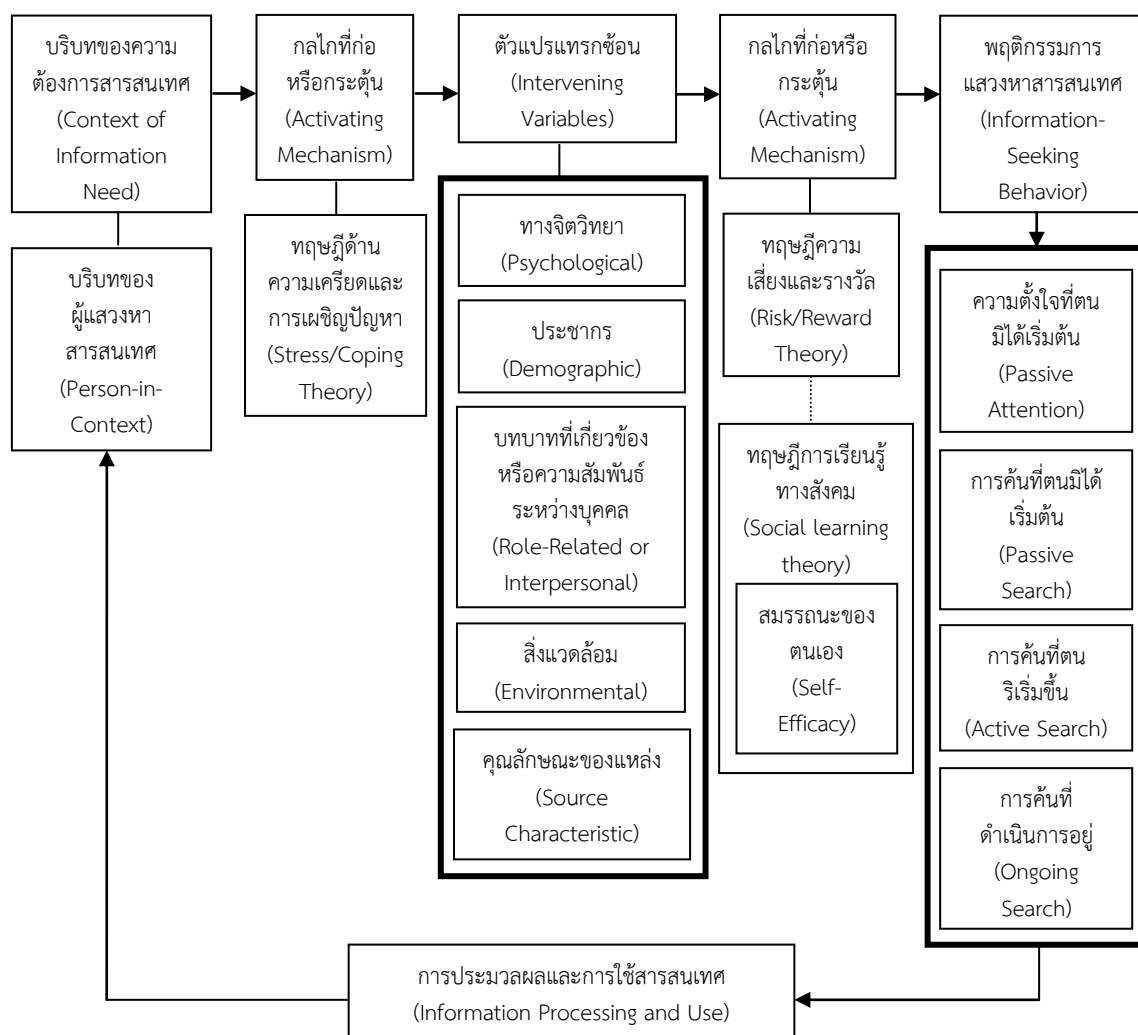 บริบทของความ
ต้องการสารสนเทศ
(Context of
Information
Need)
กลไกที่ก่อ
หรือกระตุ้น
(Activating
Mechanism)
ตัวแปรแทรกซ้อน
(Intervening
Variables)
กลไกที่ก่อหรือ
กระตุ้น
(Activating
Mechanism)
พฤติกรรมการ
แสวงหาสารสนเทศ
(Information-
Seeking
Behavior)
บริบทของ
ผู้แสวงหา
สารสนเทศ
(Person-in-
Context)
ทฤษฎีด้าน
ความเครียดและ
การเผชิญปัญหา
(Stress/Coping
Theory)
ทางจิตวิทยา
(Psychological)
ประชากร
(Demographic)
บทบาทที่เกี่ยวข้อง
หรือความสัมพันธ์
ระหว่างบุคคล
(Role-Related or
Interpersonal)
สิ่งแวดล้อม
(Environmental)
คุณลักษณะของแหล่ง
(Source
Characteristic)
ทฤษฎีความ
เสี่ยงและรางวัล
(Risk/Reward
Theory)
ทฤษฎีการเรียนรู้
ทางสังคม
(Social learning
theory)
สมรรถนะของ
ตนเอง
(Self-
Efficacy)
ความตั้งใจที่ตน
มิได้เริ่มต้น
(Passive
Attention)
การค้นที่ตนมิได้
เริ่มต้น
(Passive
Search)
การค้นที่ตน
ริเริ่มขึ้น
(Active Search)
การค้นที่
ดำเนินการอยู่
(Ongoing
Search)
การประมวลผลและการใช้สารสนเทศ
(Information Processing and Use)